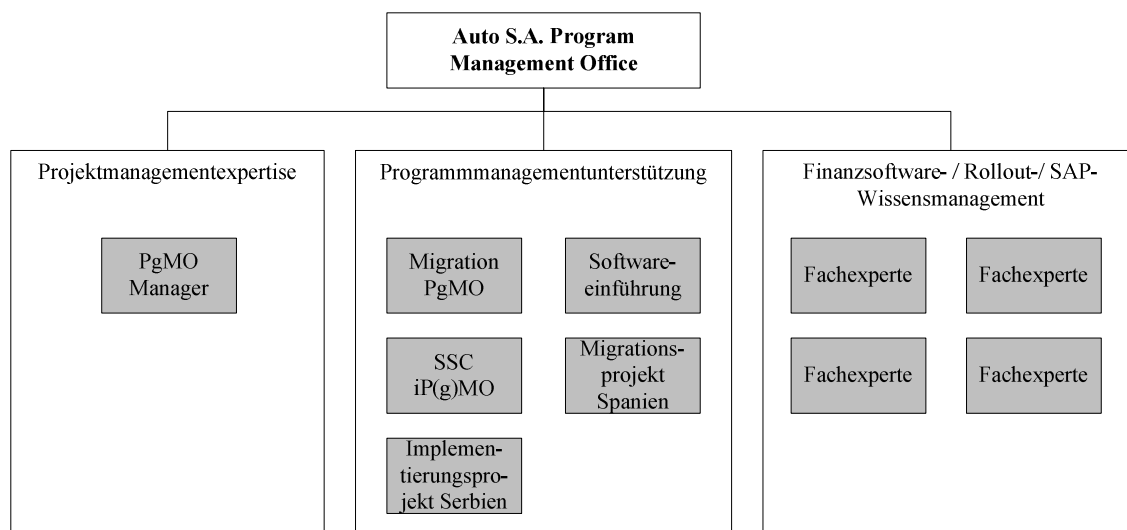 Auto S.A. Program
Management Office
Projektmanagementexpertise
PgMO
Manager
Programmmanagementunterstützung
Migration
PgMO
Software-
einführung
SSC
iP(g)MO
Migrations-
projekt
Spanien
Implemen-
tierungspro-
jekt Serbien
Finanzsoftware- / Rollout-/ SAP-
Wissensmanagement
Fachexperte
Fachexperte
Fachexperte
Fachexperte